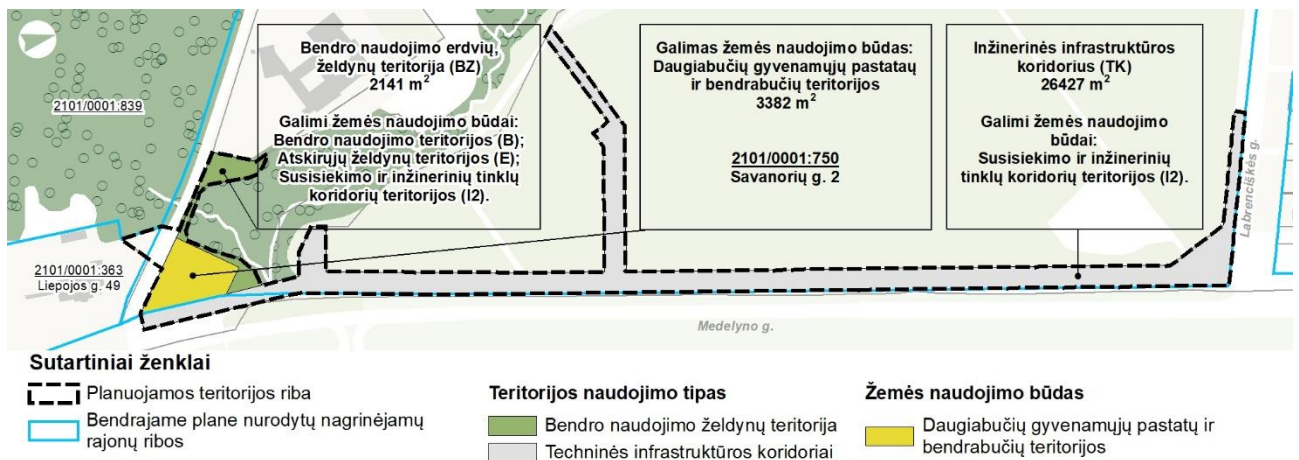 Bendro naudojimo erdvių,
želdynų teritorija (BZ)
2141 m²
Galimi žemės naudojimo būdai:
Bendro naudojimo teritorijos (B);
Atskirųjų želdynų teritorijos (E);
Susisiekimo ir inžinerinių tinklų
koridorių teritorijos (I2).
Galimas žemės naudojimo būdas:
Daugiabučių gyvenamųjų pastatų
ir bendrabučių teritorijos
3382 m²
2101/0001:750
Savanorių g. 2
Inžinerinės infrastruktūros
koridorius (TK)
26427 m²
Galimi žemės naudojimo
būdai:
Susisiekimo ir inžinerinių
tinklų koridorių teritorijos (I2).
2101/0001:839
2101/0001:363
Liepojos g. 49
Labrenciškės g.
Medelyno g.
Sutartiniai ženklai
Planuojamos teritorijos riba
Bendrajame plane nurodytų nagrinėjamų
rajonų ribos
Teritorijos naudojimo tipas
Bendro naudojimo želdynų teritorija
Techninės infrastruktūros koridoriai
Žemės naudojimo būdas
Daugiabučių gyvenamųjų pastatų ir
bendrabučių teritorijos